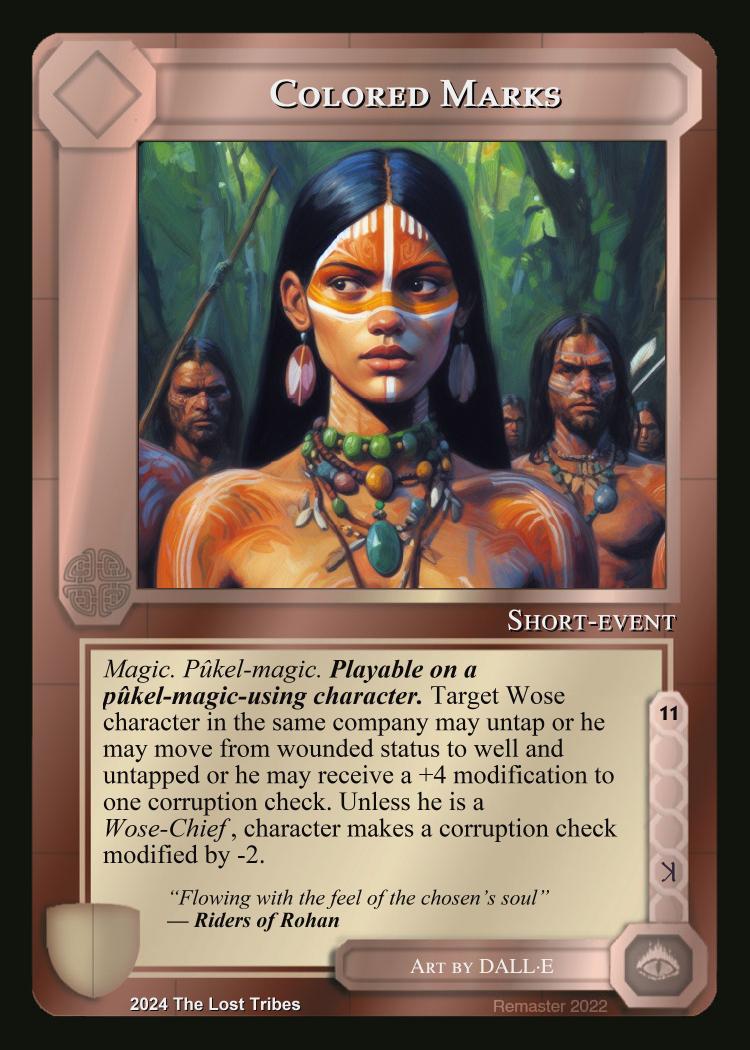 Colored Marks
Short-event
Magic. Pûkel-magic. Playable on a
pûkel-magic-using character. Target Wose
character in the same company may untap or he
may move from wounded status to well and
untapped or he may receive a +4 modification to
one corruption check. Unless he is a
Wose-Chief, character makes a corruption check
modified by -2.
11
“Flowing with the feel of the chosen’s soul”
— Riders of Rohan
Art by DALL·E
2024 The Lost Tribes
Remaster 2022